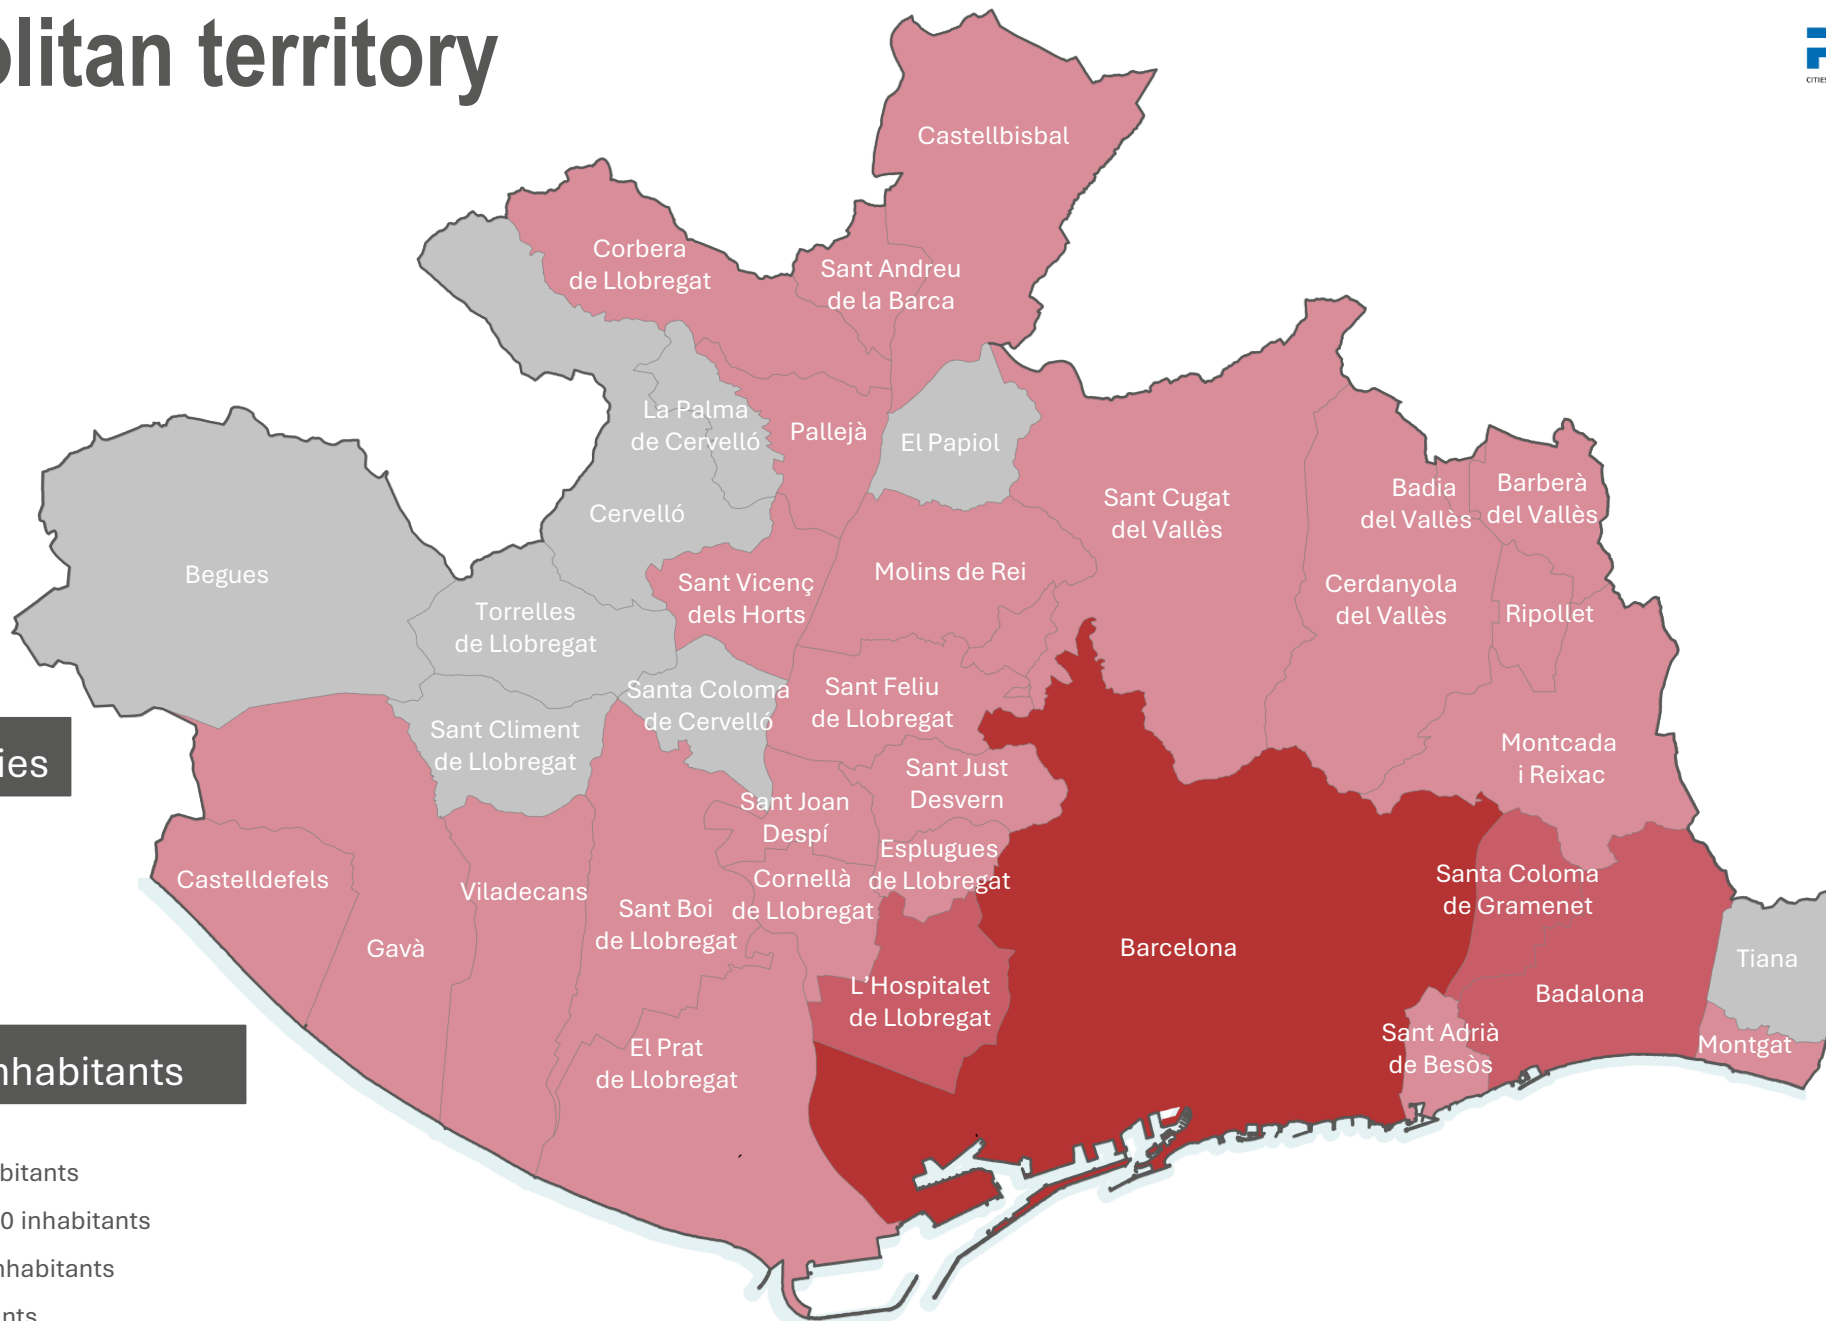 olitan territory
CITIES
Castellbisbal
Corbera
de Llobregat
Sant Andreu
de la Barca
La Palma
de Cervelló
Pallejà
El Papiol
Cervelló
Sant Cugat
del Vallès
Badia
del Vallès
Barberà
del Vallès
Begues
Torrelles
de Llobregat
Sant Vicenç
dels Horts
Molins de Rei
Cerdanyola
del Vallès
Ripollet
Santa Coloma
de Cervelló
Sant Feliu
de Llobregat
Sant Climent
de Llobregat
ies
Sant Just
Desvern
Montcada
i Reixac
Sant Joan
Despí
Esplugues
de Llobregat
Castelldefels
Viladecans
Cornellà
de Llobregat
Santa Coloma
de Gramenet
Sant Boi
de Llobregat
Gavà
Barcelona
Tiana
L'Hospitalet
de Llobregat
Badalona
Sant Adrià
de Besòs
Montgat
El Prat
de Llobregat
nhabitants
bitants
0 inhabitants
nhabitants
nts